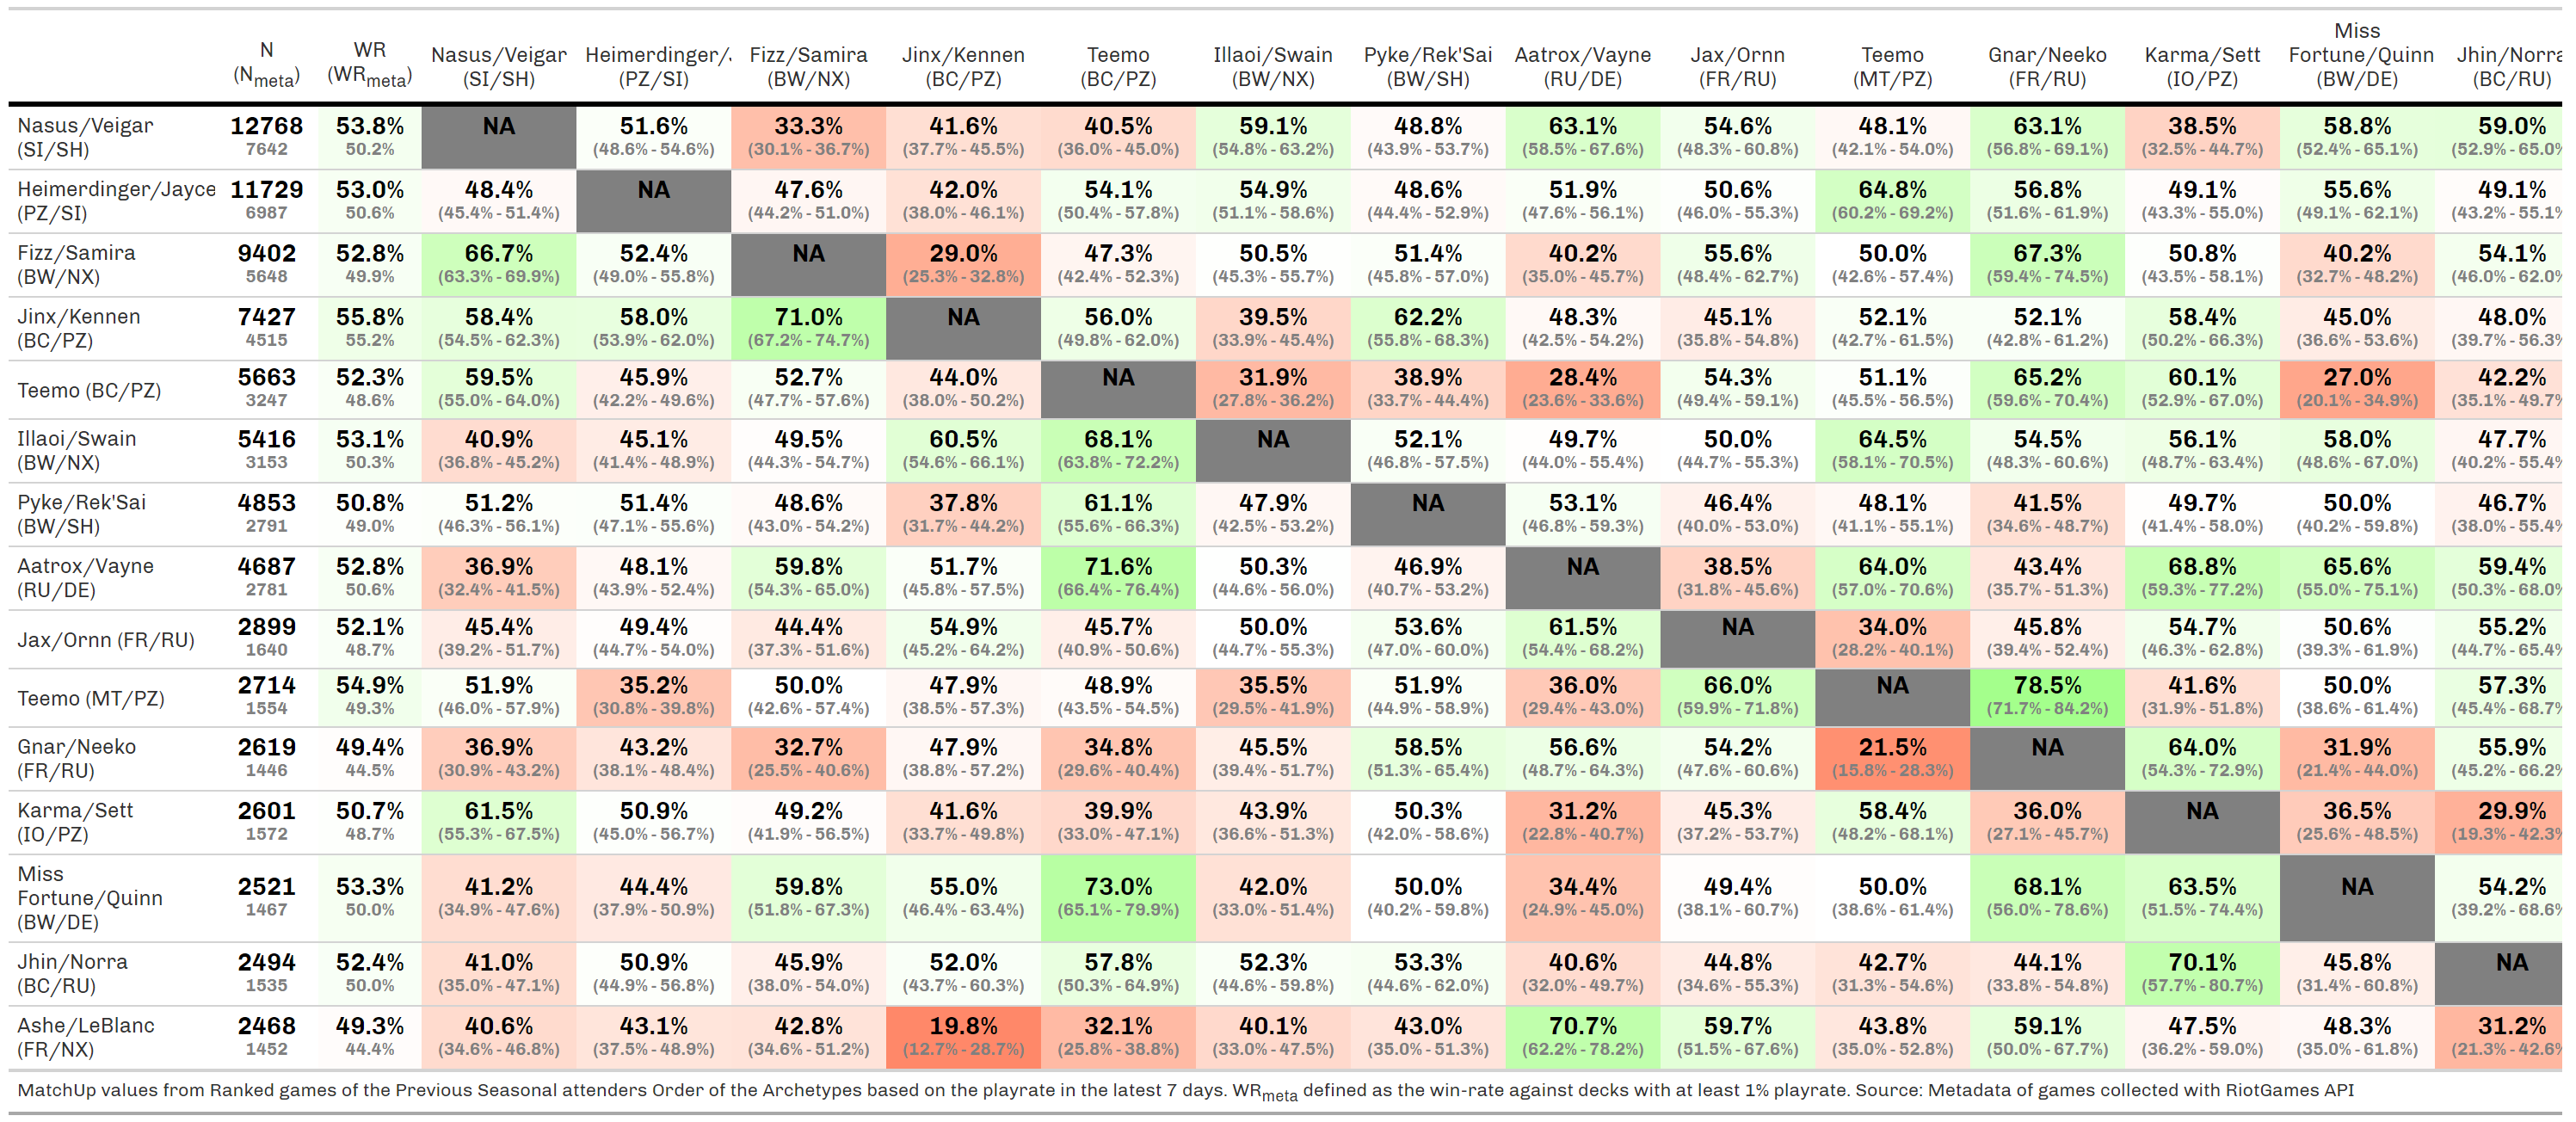 N (Nmeta) WR (WRmeta) Nasus/Veigar (SI/SH) Heimerdinger/ (PZ/SI) Fizz/Samira (BW/NX) Jinx/Kennen (BC/PZ) Teemo (BC/PZ) Illaoi/Swain (BW/NX) Pyke/Rek'Sai (BW/SH) Aatrox/Vayne (RU/DE) Jax/Ornn (FR/RU) Teemo (MT/PZ) Gnar/Neeko (FR/RU) Karma/Sett (IO/PZ) Miss Fortune/Quinn (BW/DE) Jhin/Norra (BC/RU)
Nasus/Veigar 12768 53.8% NA 51.6% 33.3% 41.6% 40.5% 59.1% 48.8% 63.1% 54.6% 48.1% 63.1% 38.5% 58.8% 59.0%
(SI/SH) 7642 50.2% (48.6% - 54.6%) (30.1% - 36.7%) (37.7% - 45.5%) (36.0% - 45.0%) (54.8% - 63.2%) (43.9% - 53.7%) (58.5% - 67.6%) (48.3% - 60.8%) (42.1% - 54.0%) (56.8% - 69.1%) (32.5% - 44.7%) (52.4% - 65.1%) (52.9% - 65.0%
Heimerdinger/Jayce 11729 53.0% 48.4% NA 47.6% 42.0% 54.1% 54.9% 48.6% 51.9% 50.6% 64.8% 56.8% 49.1% 55.6% 49.1%
(PZ/SI) 6987 50.6% (45.4% - 51.4%) (44.2% - 51.0%) (38.0% - 46.1%) (50.4% - 57.8%) (51.1% - 58.6%) (44.4% - 52.9%) (47.6% - 56.1%) (46.0% - 55.3%) (60.2% - 69.2%) (51.6% - 61.9%) (43.3% - 55.0%) (49.1% - 62.1%) (43.2% - 55.1%
Fizz/Samira 9402 52.8% 66.7% 52.4% NA 29.0% 47.3% 50.5% 51.4% 40.2% 55.6% 50.0% 67.3% 50.8% 40.2% 54.1%
(BW/NX) 5648 49.9% (63.3% - 69.9%) (49.0% - 55.8%) (25.3% - 32.8%) (42.4% - 52.3%) (45.3% - 55.7%) (45.8% - 57.0%) (35.0% - 45.7%) (48.4% - 62.7%) (42.6% - 57.4%) (59.4% - 74.5%) (43.5% - 58.1%) (32.7% - 48.2%) (46.0% - 62.0%
Jinx/Kennen 7427 55.8% 58.4% 58.0% 71.0% NA 56.0% 39.5% 62.2% 48.3% 45.1% 52.1% 52.1% 58.4% 45.0% 48.0%
(BC/PZ) 4515 55.2% (54.5% - 62.3%) (53.9% - 62.0%) (67.2% - 74.7%) (49.8% - 62.0%) (33.9% - 45.4%) (55.8% - 68.3%) (42.5% - 54.2%) (35.8% - 54.8%) (42.7% - 61.5%) (42.8% - 61.2%) (50.2% - 66.3%) (36.6% - 53.6%) (39.7% - 56.3%
Teemo (BC/PZ) 5663 52.3% 59.5% 45.9% 52.7% 44.0% NA 31.9% 38.9% 28.4% 54.3% 51.1% 65.2% 60.1% 27.0% 42.2%
3247 48.6% (55.0% - 64.0%) (42.2% - 49.6%) (47.7% - 57.6%) (38.0% - 50.2%) (27.8% - 36.2%) (33.7% - 44.4%) (23.6% - 33.6%) (49.4% - 59.1%) (45.5% - 56.5%) (59.6% - 70.4%) (52.9% - 67.0%) (20.1% - 34.9%) (35.1% - 49.7%
Illaoi/Swain 5416 53.1% 40.9% 45.1% 49.5% 60.5% 68.1% NA 52.1% 49.7% 50.0% 64.5% 54.5% 56.1% 58.0% 47.7%
(BW/NX) 3153 50.3% (36.8% - 45.2%) (41.4% - 48.9%) (44.3% - 54.7%) (54.6% - 66.1%) (63.8% - 72.2%) (46.8% - 57.5%) (44.0% - 55.4%) (44.7% - 55.3%) (58.1% - 70.5%) (48.3% - 60.6%) (48.7% - 63.4%) (48.6% - 67.0%) (40.2% - 55.4%
Pyke/Rek'Sai 4853 50.8% 51.2% 51.4% 48.6% 37.8% 61.1% 47.9% NA 53.1% 46.4% 48.1% 41.5% 49.7% 50.0% 46.7%
(BW/SH) 2791 49.0% (46.3% - 56.1%) (47.1% - 55.6%) (43.0% - 54.2%) (31.7% - 44.2%) (55.6% - 66.3%) (42.5% - 53.2%) (46.8% - 59.3%) (40.0% - 53.0%) (41.1% - 55.1%) (34.6% - 48.7%) (41.4% - 58.0%) (40.2% - 59.8%) (38.0% - 55.4%
Aatrox/Vayne 4687 52.8% 36.9% 48.1% 59.8% 51.7% 71.6% 50.3% 46.9% NA 38.5% 64.0% 43.4% 68.8% 65.6% 59.4%
(RU/DE) 2781 50.6% (32.4% - 41.5%) (43.9% - 52.4%) (54.3% - 65.0%) (45.8% - 57.5%) (66.4% - 76.4%) (44.6% - 56.0%) (40.7% - 53.2%) (31.8% - 45.6%) (57.0% - 70.6%) (35.7% - 51.3%) (59.3% - 77.2%) (55.0% - 75.1%) (50.3% - 68.0%
Jax/Ornn (FR/RU) 2899 52.1% 45.4% 49.4% 44.4% 54.9% 45.7% 50.0% 53.6% 61.5% NA 34.0% 45.8% 54.7% 50.6% 55.2%
1640 48.7% (39.2% - 51.7%) (44.7% - 54.0%) (37.3% - 51.6%) (45.2% - 64.2%) (40.9% - 50.6%) (44.7% - 55.3%) (47.0% - 60.0%) (54.4% - 68.2%) (28.2% - 40.1%) (39.4% - 52.4%) (46.3% - 62.8%) (39.3% - 61.9%) (44.7% - 65.4%
Teemo (MT/PZ) 2714 54.9% 51.9% 35.2% 50.0% 47.9% 48.9% 35.5% 51.9% 36.0% 66.0% NA 78.5% 41.6% 50.0% 57.3%
1554 49.3% (46.0% - 57.9%) (30.8% - 39.8%) (42.6% - 57.4%) (38.5% - 57.3%) (43.5% - 54.5%) (29.5% - 41.9%) (44.9% - 58.9%) (29.4% - 43.0%) (59.9% - 71.8%) (71.7% - 84.2%) (31.9% - 51.8%) (38.6% - 61.4%) (45.4% - 68.7%
Gnar/Neeko 2619 49.4% 36.9% 43.2% 32.7% 47.9% 34.8% 45.5% 58.5% 56.6% 54.2% 21.5% NA 64.0% 31.9% 55.9%
(FR/RU) 1446 44.5% (30.9% - 43.2%) (38.1% - 48.4%) (25.5% - 40.6%) (38.8% - 57.2%) (29.6% - 40.4%) (39.4% - 51.7%) (51.3% - 65.4%) (48.7% - 64.3%) (47.6% - 60.6%) (15.8% - 28.3%) (54.3% - 72.9%) (21.4% - 44.0%) (45.2% - 66.2%
Karma/Sett 2601 50.7% 61.5% 50.9% 49.2% 41.6% 39.9% 43.9% 50.3% 31.2% 45.3% 58.4% 36.0% NA 36.5% 29.9%
(IO/PZ) 1572 48.7% (55.3% - 67.5%) (45.0% - 56.7%) (41.9% - 56.5%) (33.7% - 49.8%) (33.0% - 47.1%) (36.6% - 51.3%) (42.0% - 58.6%) (22.8% - 40.7%) (37.2% - 53.7%) (48.2% - 68.1%) (27.1% - 45.7%) (25.6% - 48.5%) (19.3% - 42.3%
Miss
Fortune/Quinn 2521 53.3% 41.2% 44.4% 59.8% 55.0% 73.0% 42.0% 50.0% 34.4% 49.4% 50.0% 68.1% 63.5% NA 54.2%
(BW/DE) 1467 50.0% (34.9% - 47.6%) (37.9% - 50.9%) (51.8% - 67.3%) (46.4% - 63.4%) (65.1% - 79.9%) (33.0% - 51.4%) (40.2% - 59.8%) (24.9% - 45.0%) (38.1% - 60.7%) (38.6% - 61.4%) (56.0% - 78.6%) (51.5% - 74.4%) (39.2% - 68.6%
Jhin/Norra 2494 52.4% 41.0% 50.9% 45.9% 52.0% 57.8% 52.3% 53.3% 40.6% 44.8% 42.7% 44.1% 70.1% 45.8% NA
(BC/RU) 1535 50.0% (35.0% - 47.1%) (44.9% - 56.8%) (38.0% - 54.0%) (43.7% - 60.3%) (50.3% - 64.9%) (44.6% - 59.8%) (44.6% - 62.0%) (32.0% - 49.7%) (34.6% - 55.3%) (31.3% - 54.6%) (33.8% - 54.8%) (57.7% - 80.7%) (31.4% - 60.8%)
Ashe/LeBlanc 2468 49.3% 40.6% 43.1% 42.8% 19.8% 32.1% 40.1% 43.0% 70.7% 59.7% 43.8% 59.1% 47.5% 48.3% 31.2%
(FR/NX) 1452 44.4% (34.6% - 46.8%) (37.5% - 48.9%) (34.6% - 51.2%) (12.7% - 28.7%) (25.8% - 38.8%) (33.0% - 47.5%) (35.0% - 51.3%) (62.2% - 78.2%) (51.5% - 67.6%) (35.0% - 52.8%) (50.0% - 67.7%) (36.2% - 59.0%) (35.0% - 61.8%) (21.3% - 42.6%
MatchUp values from Ranked games of the Previous Seasonal attenders Order of the Archetypes based on the playrate in the latest 7 days. WRmeta defined as the win-rate against decks with at least 1% playrate. Source: Metadata of games collected with RiotGames API